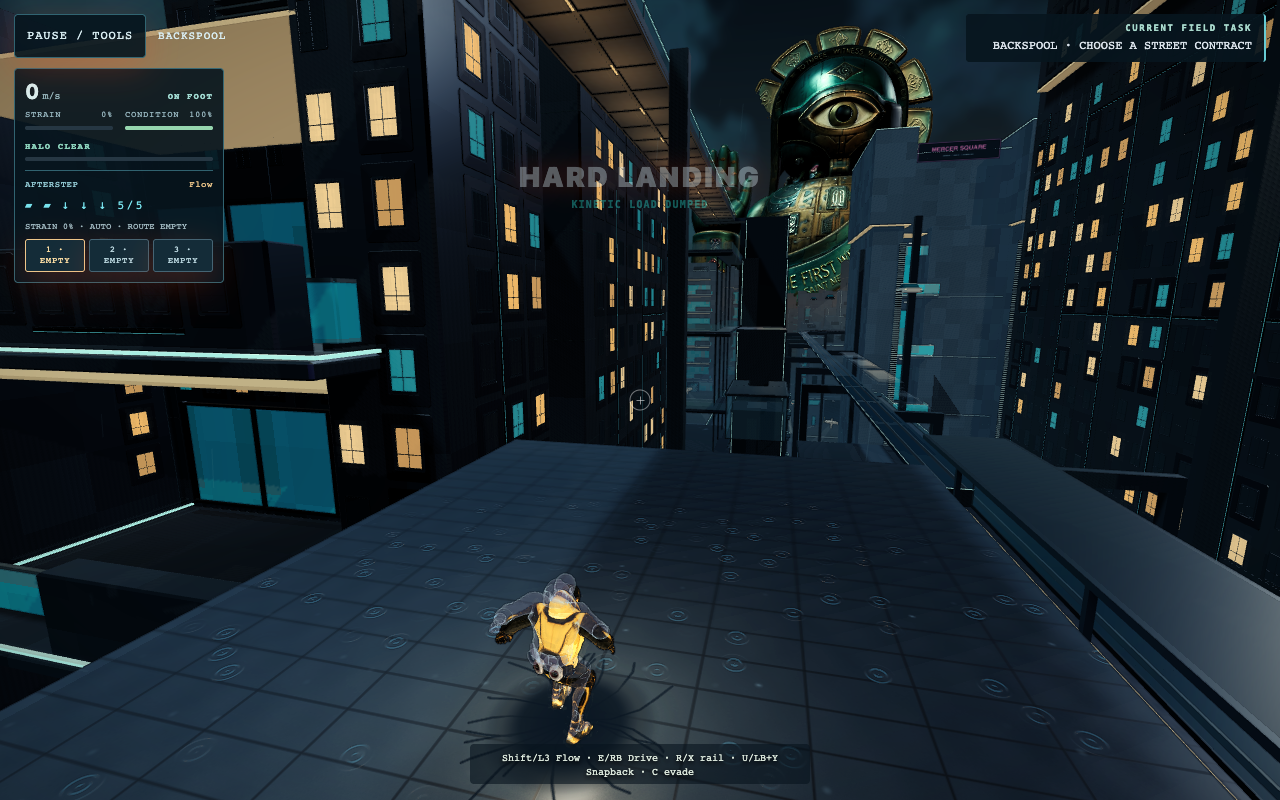 PAUSE / TOOLS
BACKSPOOL
CURRENT FIELD TASK
BACKSPOOL · CHOOSE A STREET CONTRACT
0 m/s
ON FOOT
STRAIN 0%
CONDITION 100%
HALO CLEAR
AFTERSTEP
Flow
5/5
STRAIN 0% · AUTO · ROUTE EMPTY
1 ·
EMPTY
2 ·
EMPTY
3 ·
EMPTY
HARD LANDING
KINETIC LOAD DUMPED
MERCER SQUARE
E FIRST
Shift/L3 Flow · E/RB Drive · R/X rail · U/LB+Y
Snapback · C evade